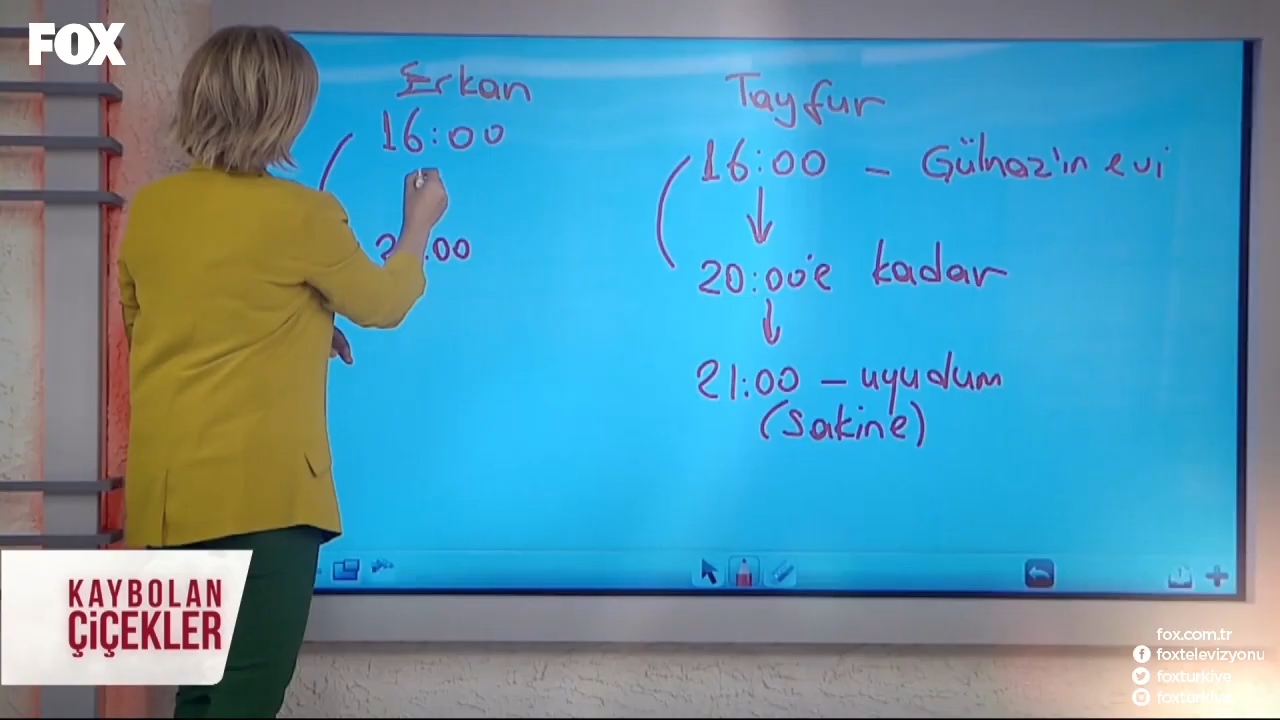 FOX
Erkan
16:00
.00
Tayfur
16:00 – Gülnaz'ın evi
20:00'e kadar
21:00 – uyudum
(Sakine)
KAYBOLAN
ÇİÇEKLER
fox.com.tr
foxtelevizyonu
foxturkiye
foxturkiye